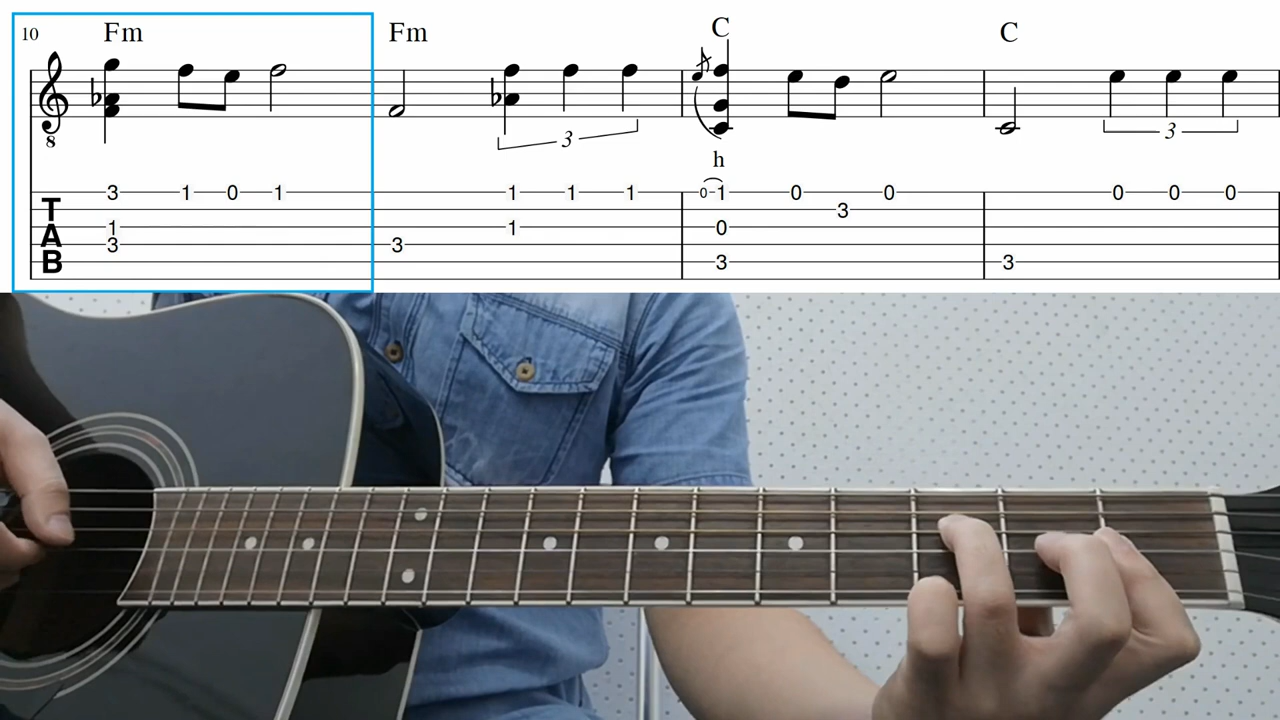 10 Fm Fm C C
8 3 3
h
3 1 0 1 1 1 1 0 1 0 0 0 0 0
T 3
A 1 1 0
3 3
B 3 3